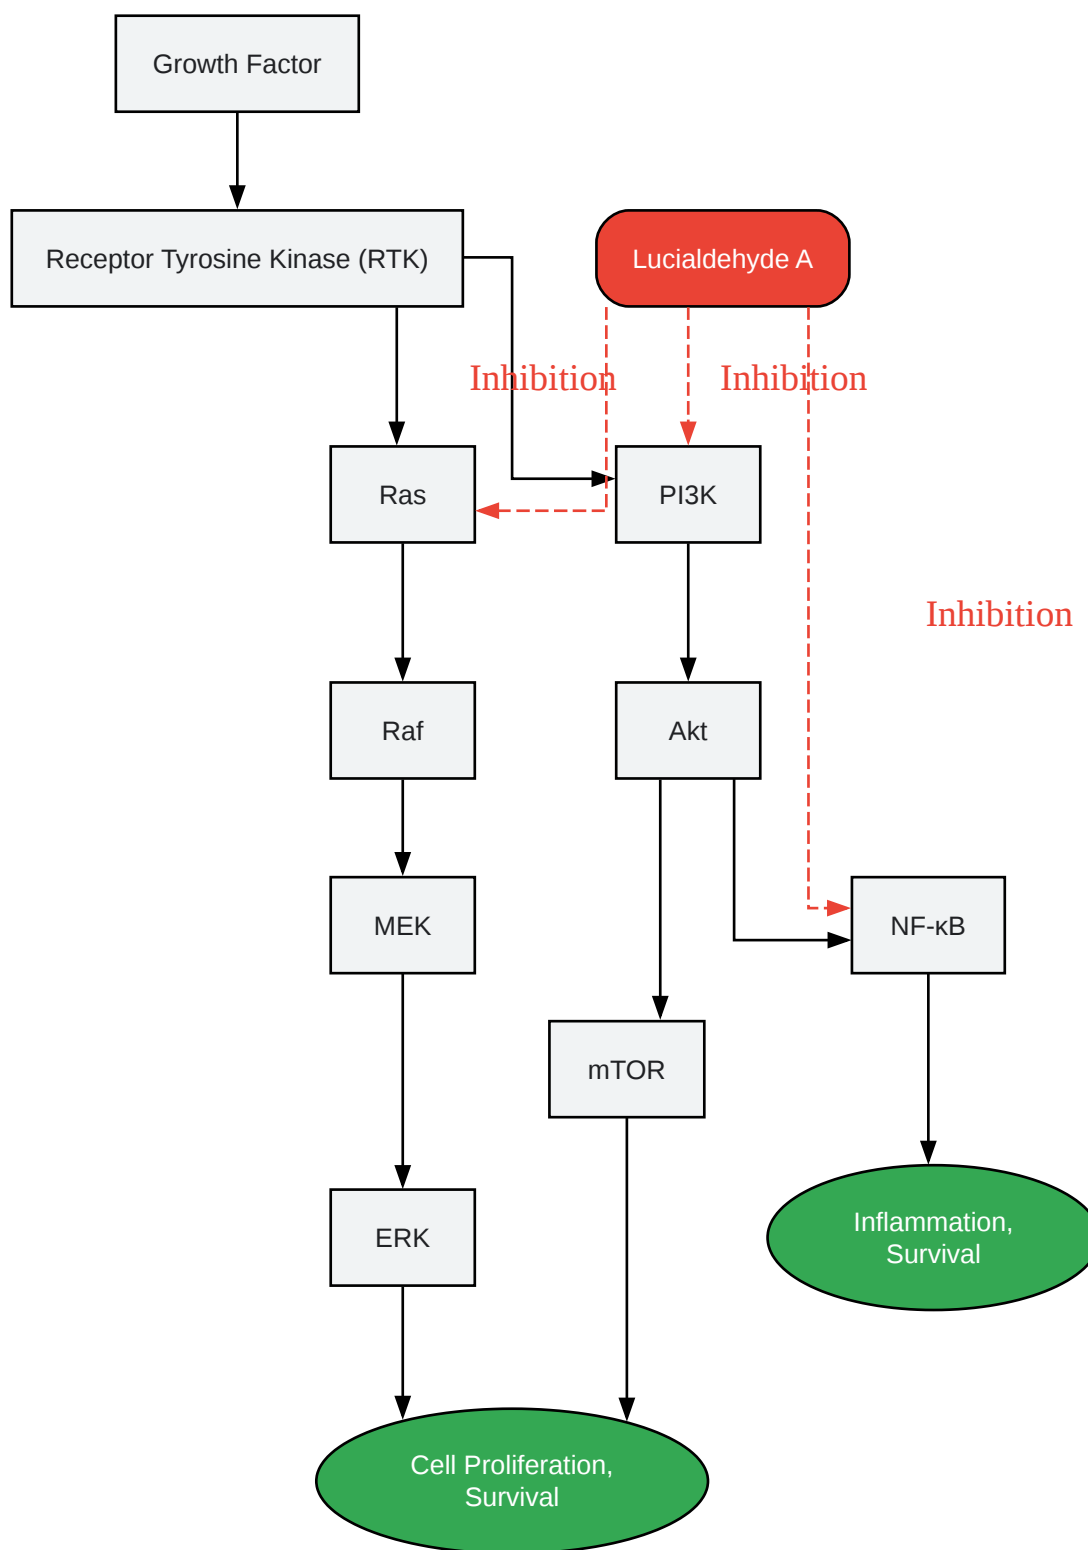 Growth Factor
Receptor Tyrosine Kinase (RTK)
Lucialdehyde A
Inhibition
Inhibition
Ras
PI3K
Inhibition
Raf
Akt
MEK
NF-κB
mTOR
ERK
Inflammation,
Survival
Cell Proliferation,
Survival